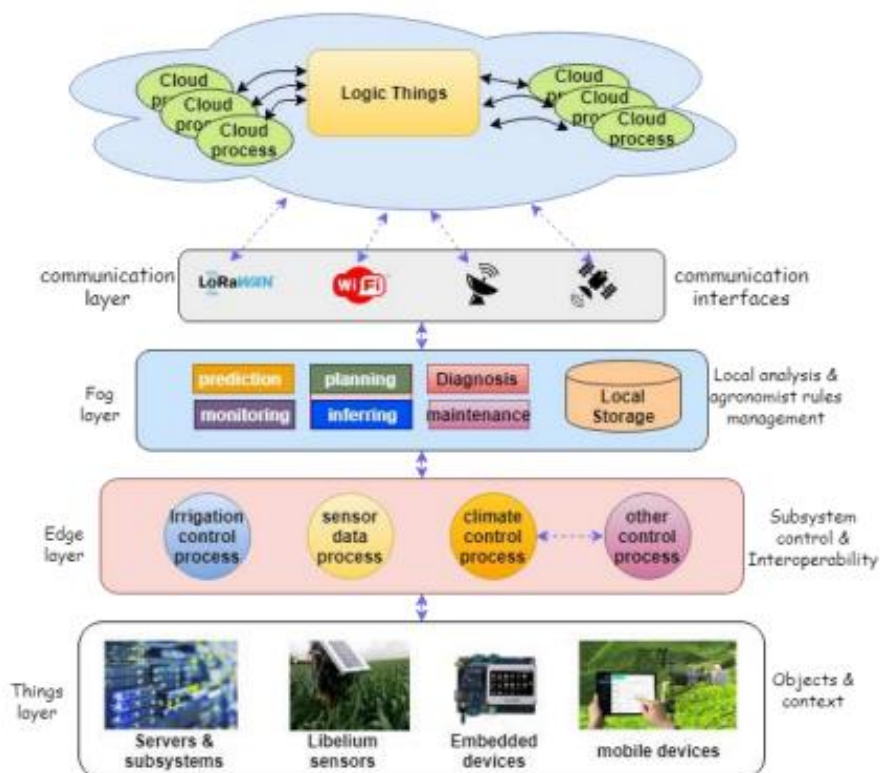 Cloud
Cloud
Cloud
process
Logic Things
Cloud
Cloud
Cloud
process
communication
layer
LoRaWAN
WiFi
communication
interfaces
Fog
layer
prediction
planning
Diagnosis
monitoring
inferring
maintenance
Local
Storage
Local analysis &
agronomist rules
management
Edge
layer
Irrigation
control
process
sensor
data
process
climate
control
process
other
control
process
Subsystem
control &
Interoperability
Things
layer
Servers &
subsystems
Libelium
sensors
Embedded
devices
mobile devices
Objects &
context